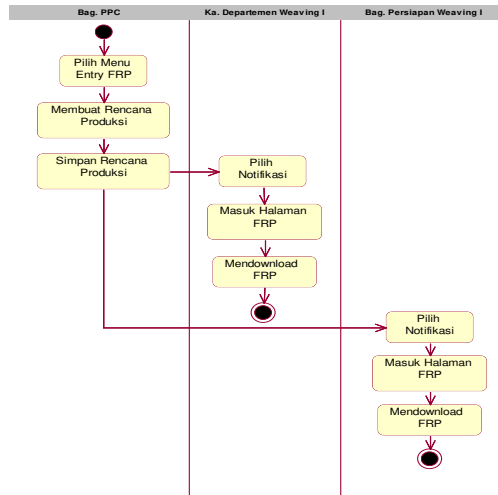 Bag. PPC
Ka. Departemen Weaving I
Bag. Persiapan Weaving I
Pilih Menu
Entry FRP
Membuat Rencana
Produksi
Simpan Rencana
Produksi
Pilih
Notifikasi
Masuk Halaman
FRP
Mendownload
FRP
Pilih
Notifikasi
Masuk Halaman
FRP
Mendownload
FRP